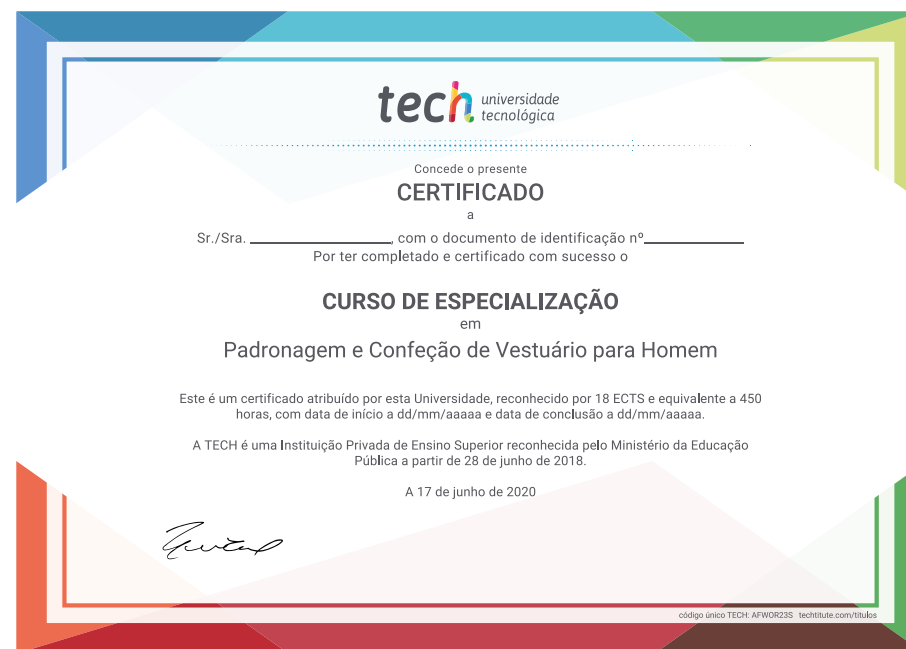 tech universidade
tecnológica
Concede o presente
CERTIFICADO
a
Sr./Sra. ____________________, com o documento de identificação nº______________
Por ter completado e certificado com sucesso o
CURSO DE ESPECIALIZAÇÃO
em
Padronagem e Confeção de Vestuário para Homem
Este é um certificado atribuído por esta Universidade, reconhecido por 18 ECTS e equivalente a 450
horas, com data de início a dd/mm/aaaaa e data de conclusão a dd/mm/aaaaa.
A TECH é uma Instituição Privada de Ensino Superior reconhecida pelo Ministério da Educação
Pública a partir de 28 de junho de 2018.
A 17 de junho de 2020
código único TECH: AFWOR23S techtitute.com/titulos